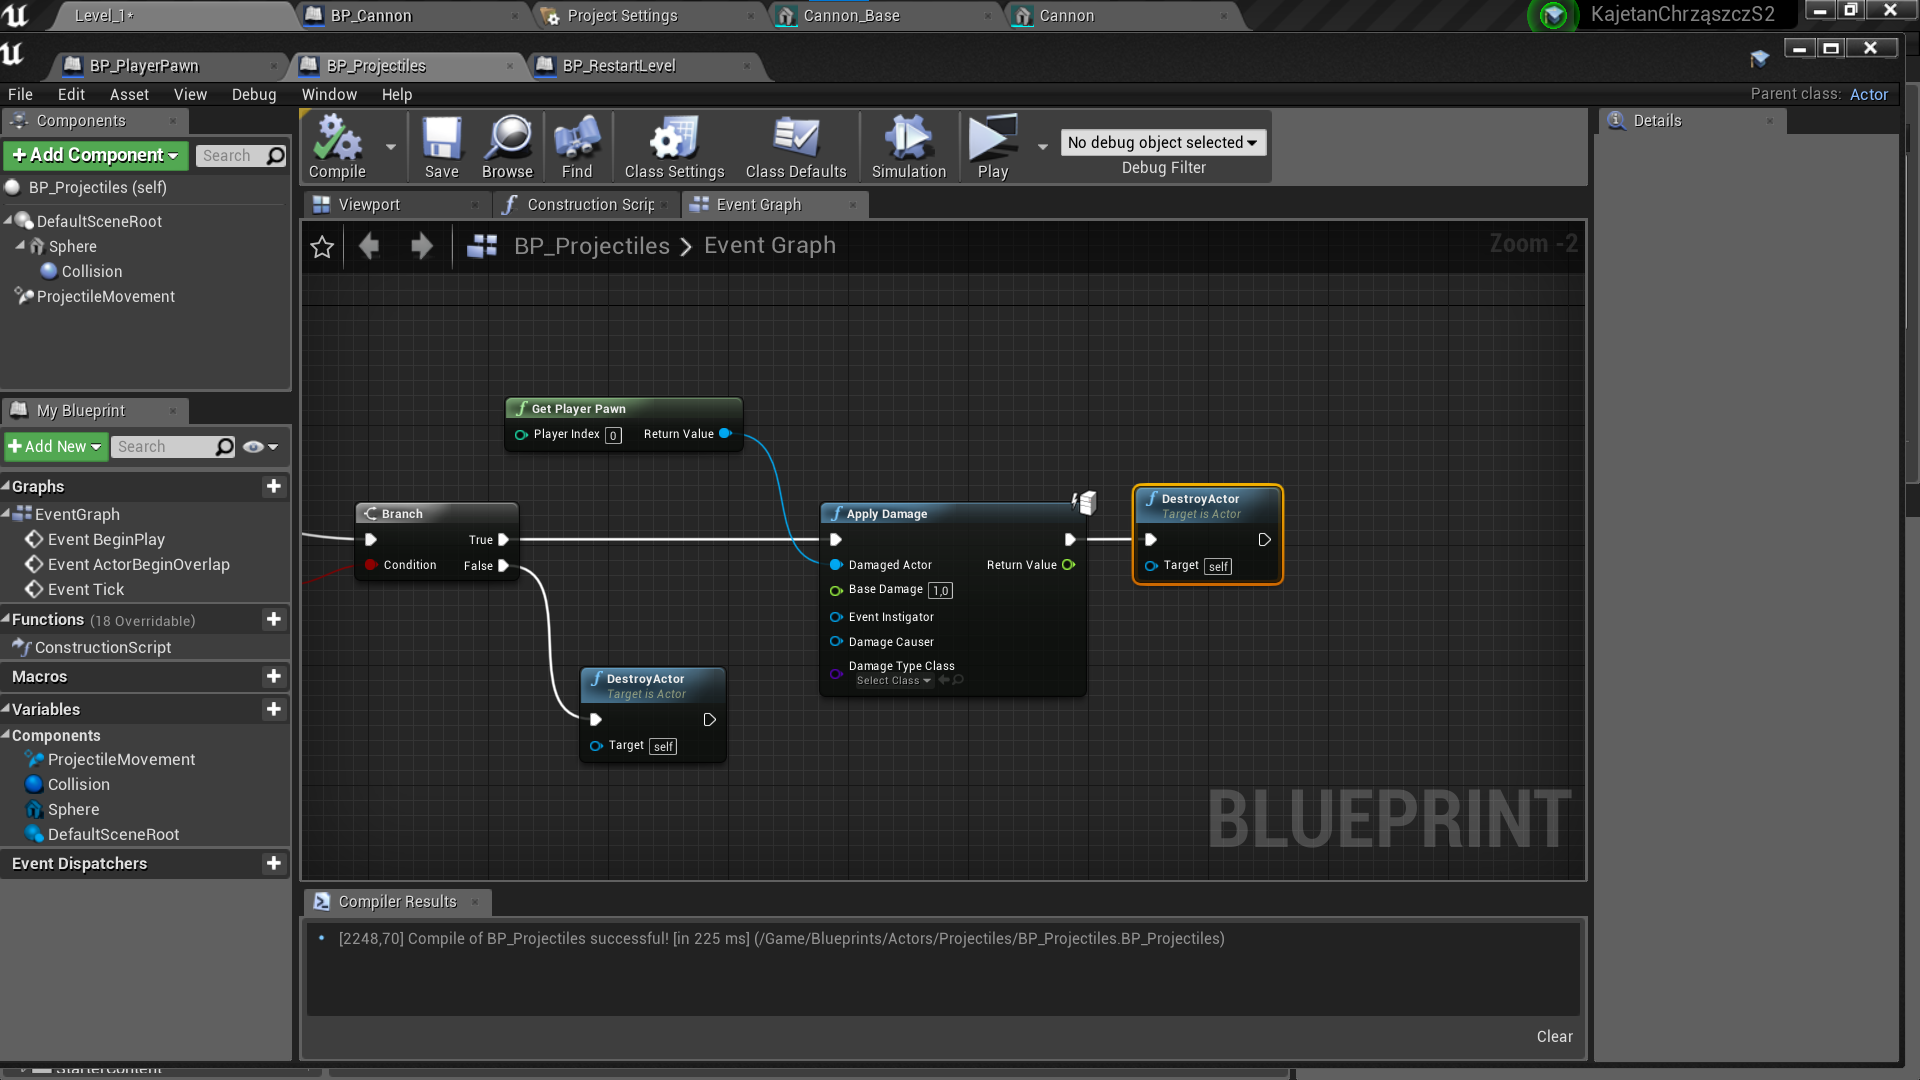 Level_1*
BP_Cannon
Project Settings
Cannon_Base
Cannon
KajetanChrząszczS2
BP_PlayerPawn
BP_Projectiles
BP_RestartLevel
File Edit Asset View Debug Window Help
Parent class: Actor
Components
+ Add Component
Search
BP_Projectiles (self)
DefaultSceneRoot
Sphere
Collision
ProjectileMovement
Compile
Save
Browse
Find
Class Settings
Class Defaults
Simulation
Play
No debug object selected
Debug Filter
Details
Viewport
Construction Scrip
Event Graph
BP_Projectiles > Event Graph
Zoom -2
My Blueprint
+ Add New
Search
Graphs
EventGraph
Event BeginPlay
Event ActorBeginOverlap
Event Tick
Functions (18 Overridable)
ConstructionScript
Macros
Variables
Components
ProjectileMovement
Collision
Sphere
DefaultSceneRoot
Event Dispatchers
Get Player Pawn
Player Index 0
Return Value
Branch
True
Condition
False
Apply Damage
Damaged Actor
Return Value
Base Damage 1,0
Event Instigator
Damage Causer
Damage Type Class
Select Class
DestroyActor
Target is Actor
Target self
DestroyActor
Target is Actor
Target self
BLUEPRINT
Compiler Results
[2248,70] Compile of BP_Projectiles successful! [in 225 ms] (/Game/Blueprints/Actors/Projectiles/BP_Projectiles.BP_Projectiles)
Clear
StarterContent